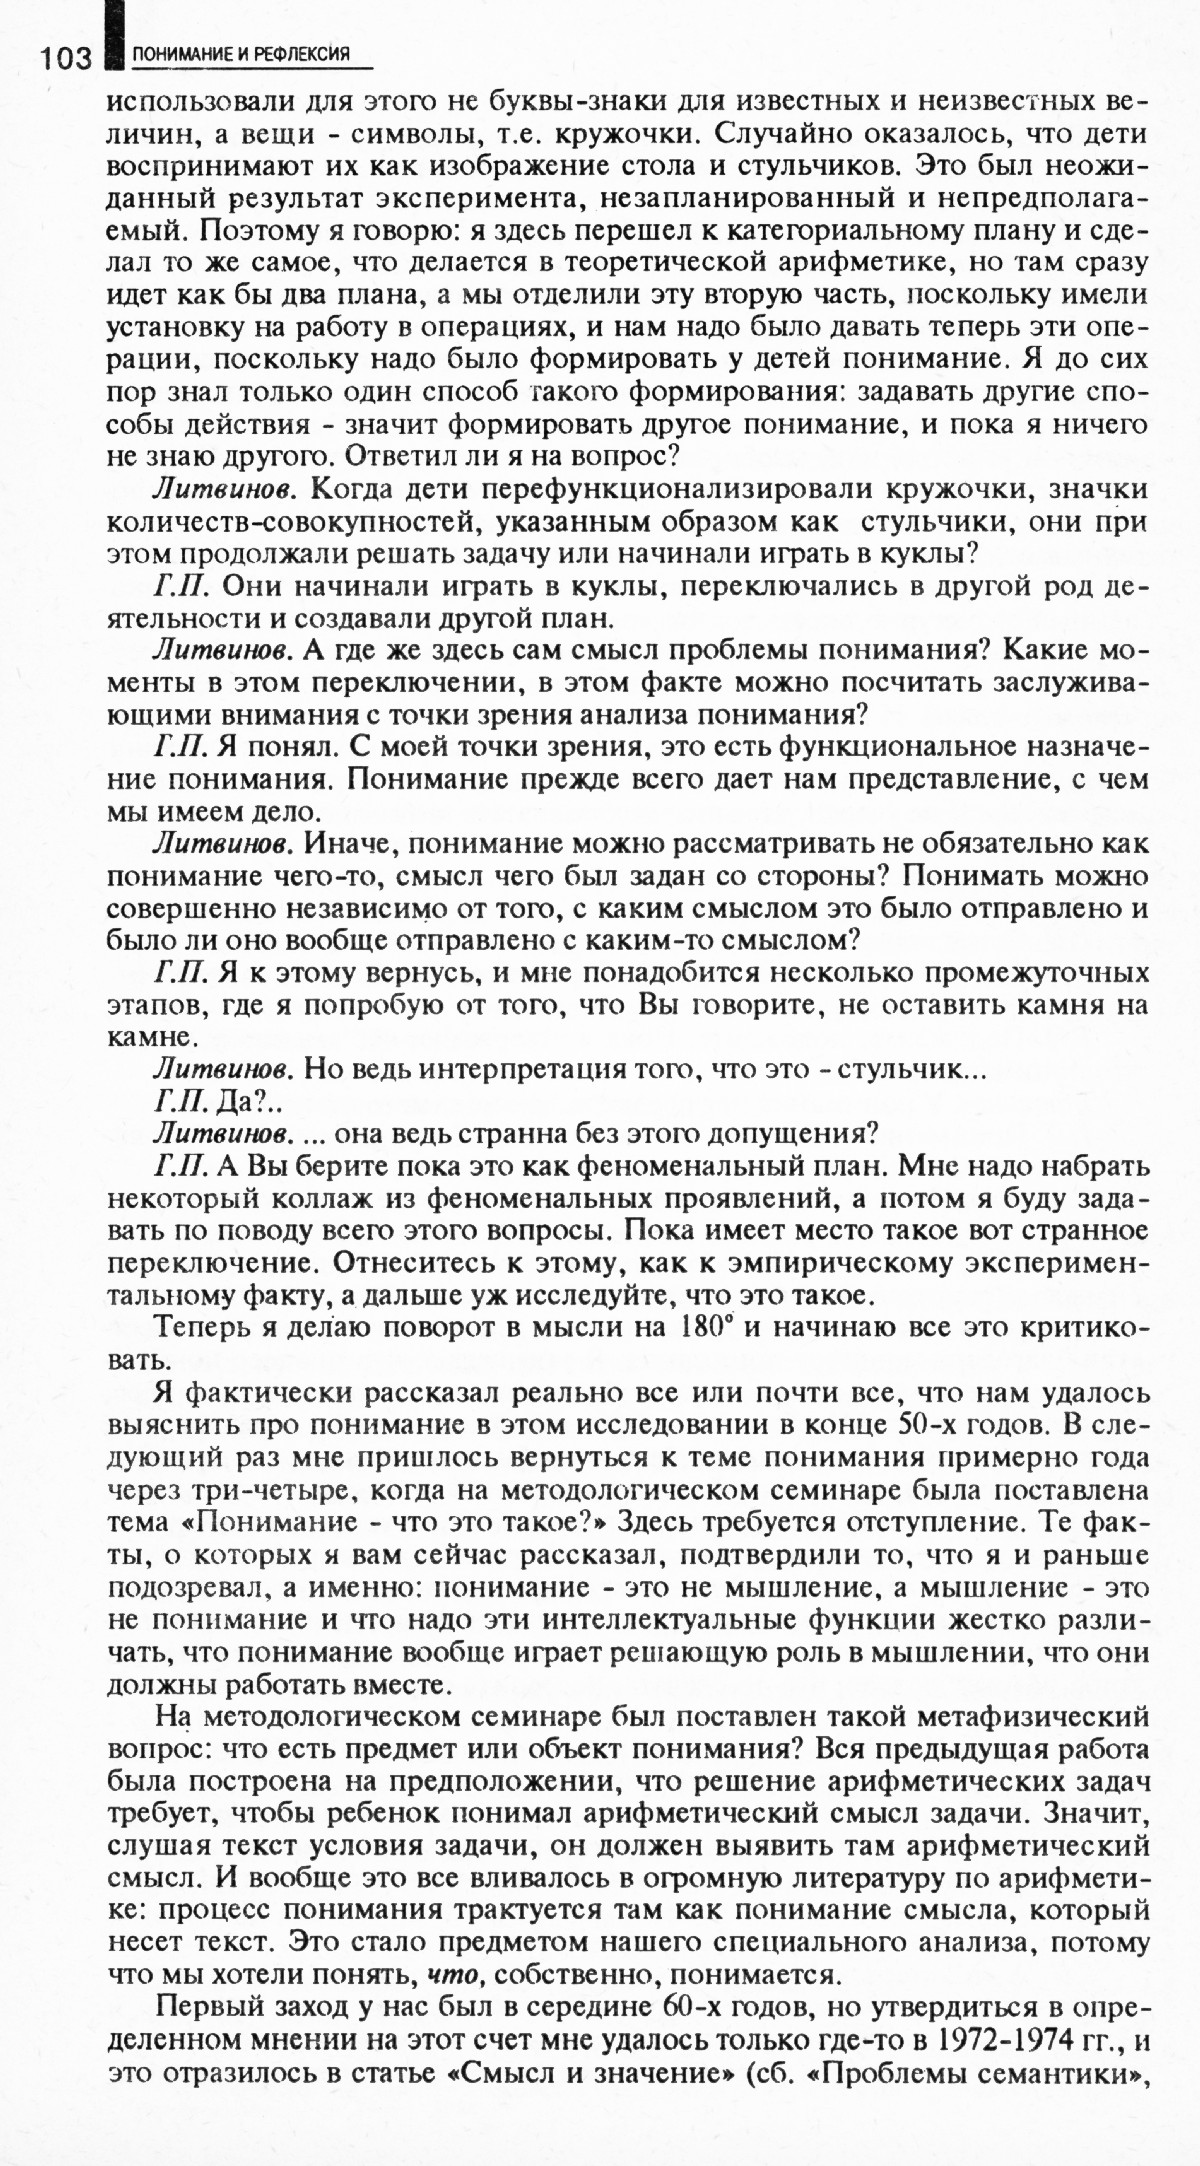 103 ПОНИМАНИЕ И РЕФЛЕКСИЯ
использовали для этого не буквы-знаки для известных и неизвестных ве-
личин, а вещи - символы, т.е. кружочки. Случайно оказалось, что дети
воспринимают их как изображение стола и стульчиков. Это был неожи-
данный результат эксперимента, незапланированный и непредполага-
емый. Поэтому я говорю: я здесь перешел к категориальному плану и сде-
лал то же самое, что делается в теоретической арифметике, но там сразу
идет как бы два плана, а мы отделили эту вторую часть, поскольку имели
установку на работу в операциях, и нам надо было давать теперь эти опе-
рации, поскольку надо было формировать у детей понимание. Я до сих
пор знал только один способ такого формирования: задавать другие спо-
собы действия - значит формировать другое понимание, и пока я ничего
не знаю другого. Ответил ли я на вопрос?
Литвинов. Когда дети перефункционализировали кружочки, значки
количеств-совокупностей, указанным образом как стульчики, они при
этом продолжали решать задачу или начинали играть в куклы?
Г.П. Они начинали играть в куклы, переключались в другой род де-
ятельности и создавали другой план.
Литвинов. А где же здесь сам смысл проблемы понимания? Какие мо-
менты в этом переключении, в этом факте можно посчитать заслужива-
ющими внимания с точки зрения анализа понимания?
Г.П. Я понял. С моей точки зрения, это есть функциональное назначе-
ние понимания. Понимание прежде всего дает нам представление, с чем
мы имеем дело.
Литвинов. Иначе, понимание можно рассматривать не обязательно как
понимание чего-то, смысл чего был задан со стороны? Понимать можно
совершенно независимо от того, с каким смыслом это было отправлено и
было ли оно вообще отправлено с каким-то смыслом?
Г.П. Я к этому вернусь, и мне понадобится несколько промежуточных
этапов, где я попробую от того, что Вы говорите, не оставить камня на
камне.
Литвинов. Но ведь интерпретация того, что это - стульчик...
Г.П. Да?..
Литвинов. ... она ведь странна без этого допущения?
Г.П. А Вы берите пока это как феноменальный план. Мне надо набрать
некоторый коллаж из феноменальных проявлений, а потом я буду зада-
вать по поводу всего этого вопросы. Пока имеет место такое вот странное
переключение. Отнеситесь к этому, как к эмпирическому эксперимен-
тальному факту, а дальше уж исследуйте, что это такое.
Теперь я делаю поворот в мысли на 180° и начинаю все это критико-
вать.
Я фактически рассказал реально все или почти все, что нам удалось
выяснить про понимание в этом исследовании в конце 50-х годов. В сле-
дующий раз мне пришлось вернуться к теме понимания примерно года
через три-четыре, когда на методологическом семинаре была поставлена
тема «Понимание - что это такое?» Здесь требуется отступление. Те фак-
ты, о которых я вам сейчас рассказал, подтвердили то, что я и раньше
подозревал, а именно: понимание - это не мышление, а мышление - это
не понимание и что надо эти интеллектуальные функции жестко разли-
чать, что понимание вообще играет решающую роль в мышлении, что они
должны работать вместе.
На методологическом семинаре был поставлен такой метафизический
вопрос: что есть предмет или объект понимания? Вся предыдущая работа
была построена на предположении, что решение арифметических задач
требует, чтобы ребенок понимал арифметический смысл задачи. Значит,
слушая текст условия задачи, он должен выявить там арифметический
смысл. И вообще это все вливалось в огромную литературу по арифмети-
ке: процесс понимания трактуется там как понимание смысла, который
несет текст. Это стало предметом нашего специального анализа, потому
что мы хотели понять, что, собственно, понимается.
Первый заход у нас был в середине 60-х годов, но утвердиться в опре-
деленном мнении на этот счет мне удалось только где-то в 1972-1974 гг., и
это отразилось в статье «Смысл и значение» (сб. «Проблемы семантики»,